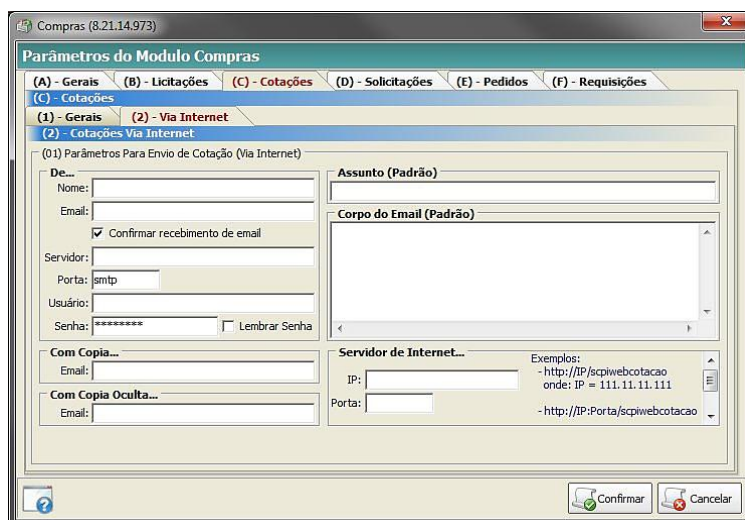 Compras (8.21.14.973)
Parâmetros do Modulo Compras
(A) - Gerais (B) - Licitações (C) - Cotações (D) - Solicitações (E) - Pedidos (F) - Requisições
(C) - Cotações
(1) - Gerais (2) - Via Internet
(2) - Cotações Via Internet
(01) Parâmetros Para Envio de Cotação (Via Internet)
De...
Nome:
Email:
Confirmar recebimento de email
Servidor:
Porta: smtp
Usuário:
Senha: ******** Lembrar Senha
Com Copia...
Email:
Com Copia Oculta...
Email:
Assunto (Padrão)
Corpo do Email (Padrão)
Servidor de Internet...
IP:
Porta:
Exemplos:
- http://IP/scpiwebcotacao
onde: IP = 111.11.11.111
- http://IP:Porta/scpiwebcotacao
Confirmar Cancelar